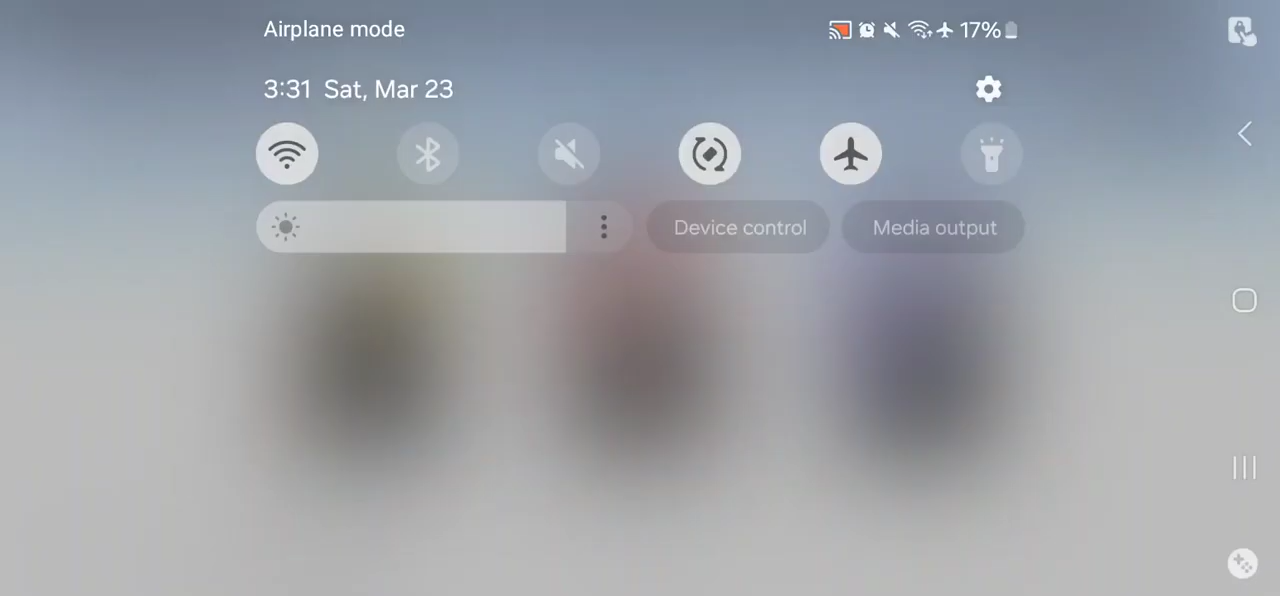 Airplane mode
17%
3:31 Sat, Mar 23
Device control
Media output